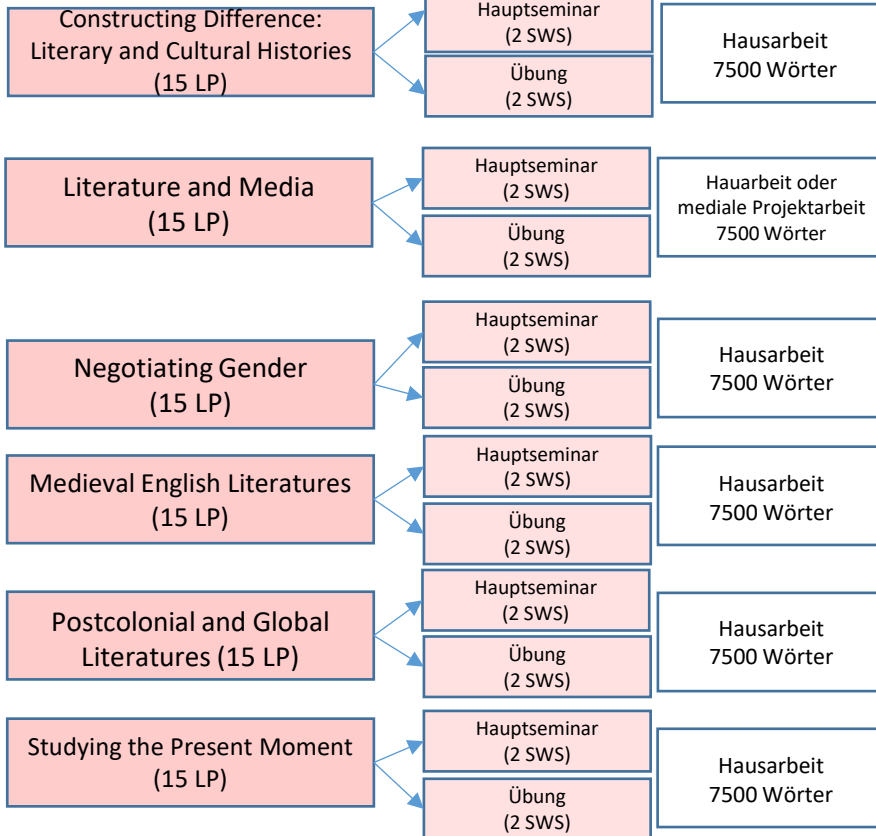 Constructing Difference:
Literary and Cultural Histories
(15 LP)
Hauptseminar
(2 SWS)
Übung
(2 SWS)
Hausarbeit
7500 Wörter
Literature and Media
(15 LP)
Hauptseminar
(2 SWS)
Übung
(2 SWS)
Hauarbeit oder
mediale Projektarbeit
7500 Wörter
Negotiating Gender
(15 LP)
Hauptseminar
(2 SWS)
Übung
(2 SWS)
Hausarbeit
7500 Wörter
Medieval English Literatures
(15 LP)
Hauptseminar
(2 SWS)
Übung
(2 SWS)
Hausarbeit
7500 Wörter
Postcolonial and Global
Literatures (15 LP)
Hauptseminar
(2 SWS)
Übung
(2 SWS)
Hausarbeit
7500 Wörter
Studying the Present Moment
(15 LP)
Hauptseminar
(2 SWS)
Übung
(2 SWS)
Hausarbeit
7500 Wörter